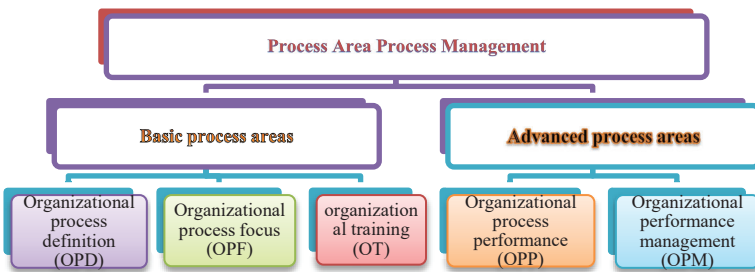 Process Area Process Management
Basic process areas
Advanced process areas
Organizational
process
definition
(OPD)
Organizational
process focus
(OPF)
organization
al training
(OT)
Organizational
process
performance
(OPP)
Organizational
performance
management
(OPM)